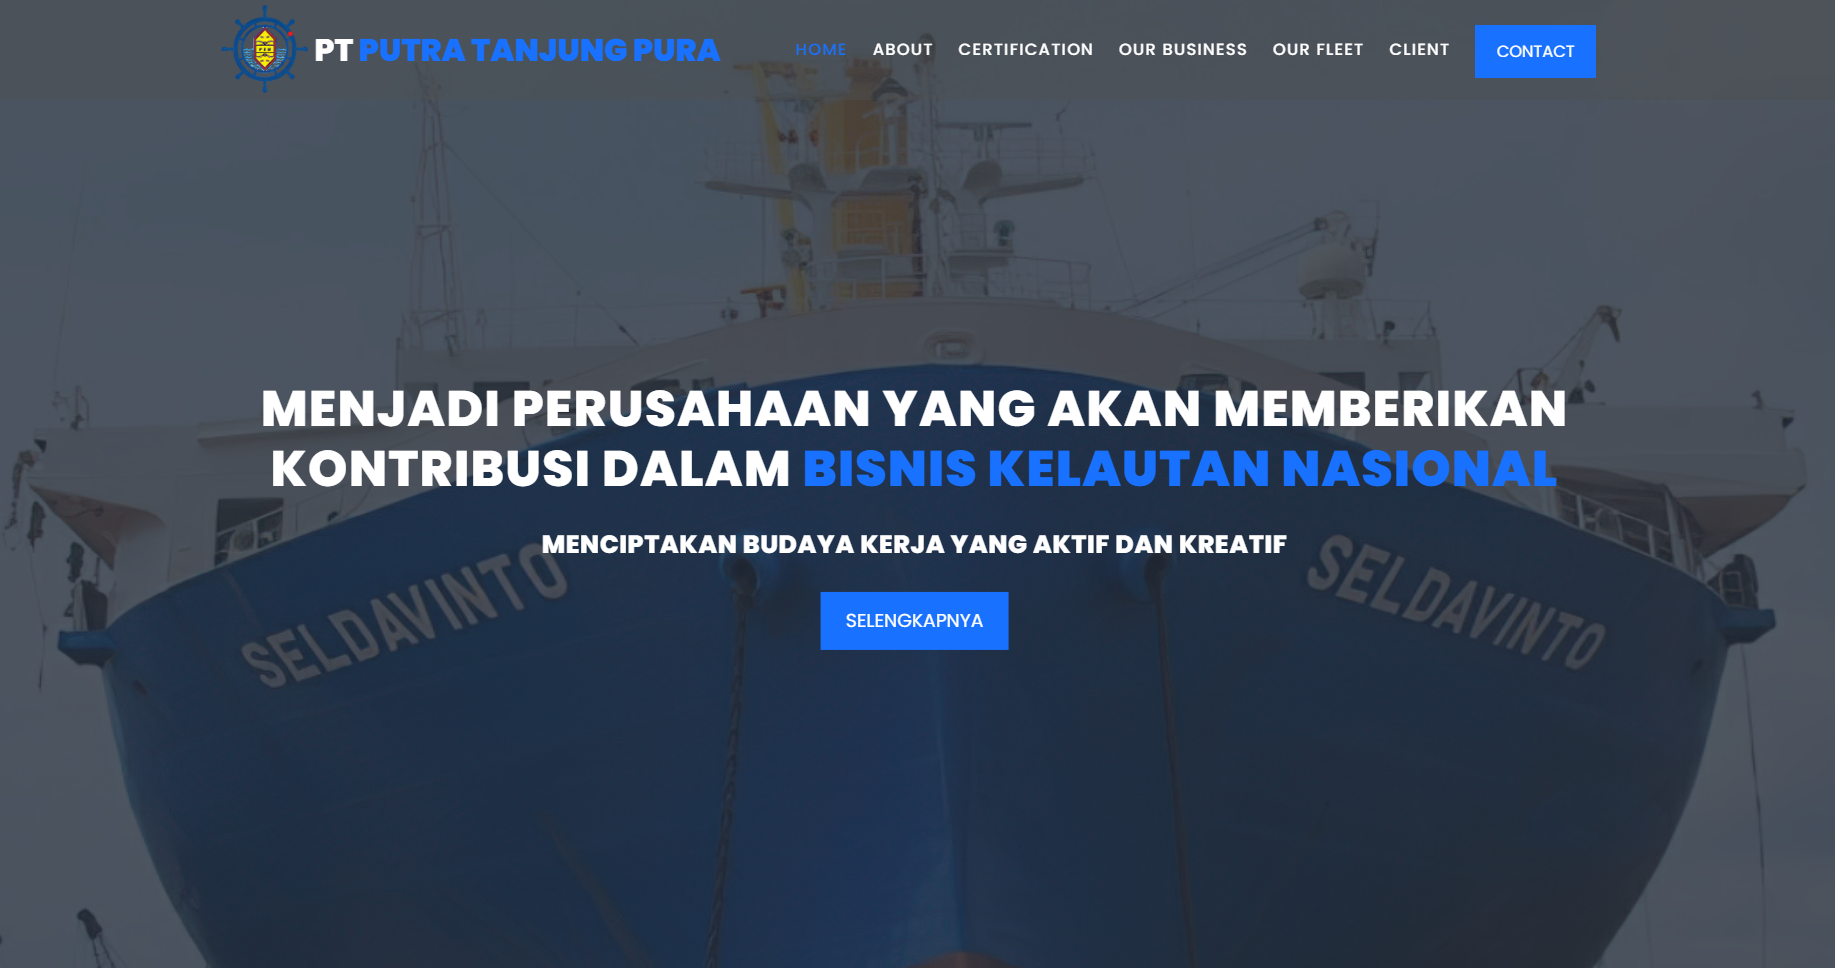 PT PUTRA TANJUNG PURA
HOME ABOUT CERTIFICATION OUR BUSINESS OUR FLEET CLIENT CONTACT
MENJADI PERUSAHAAN YANG AKAN MEMBERIKAN
KONTRIBUSI DALAM BISNIS KELAUTAN NASIONAL
MENCIPTAKAN BUDAYA KERJA YANG AKTIF DAN KREATIF
SELDAVINTO
SELDAVINTO
SELENGKAPNYA